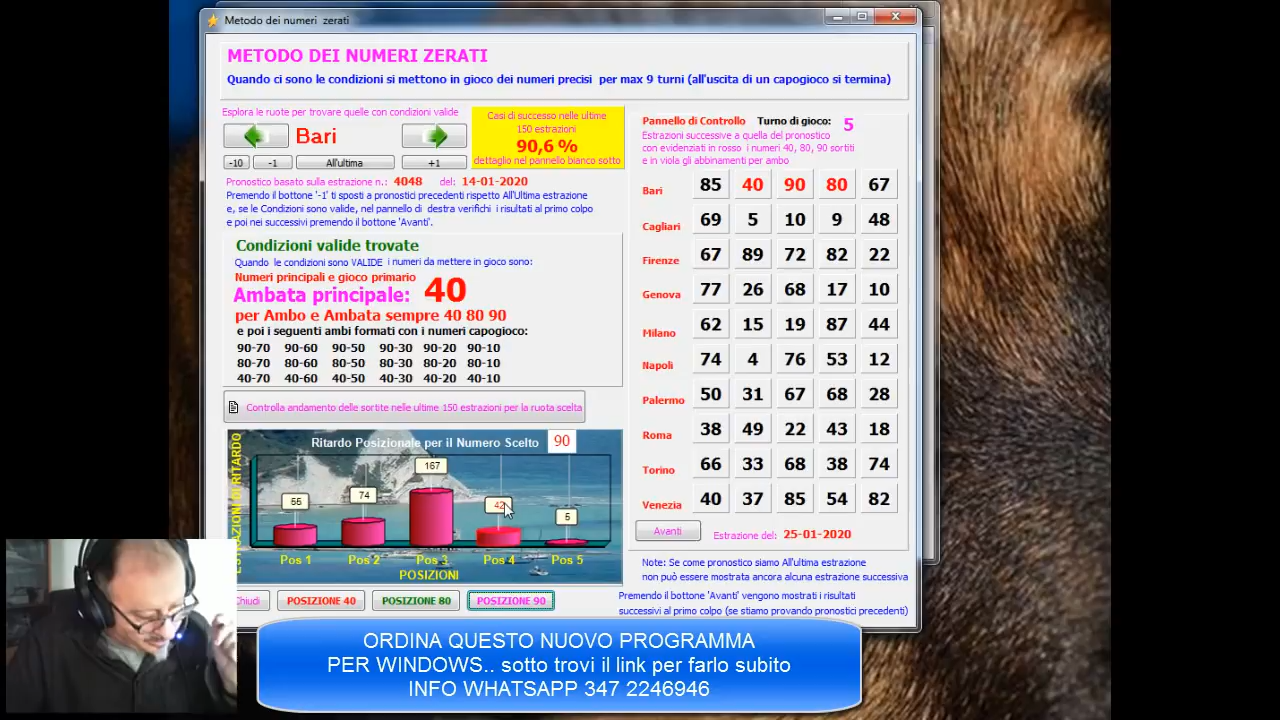 Metodo dei numeri zerati
METODO DEI NUMERI ZERATI
Quando ci sono le condizioni si mettono in gioco dei numeri precisi per max 9 turni (all'uscita di un capogioco si termina)
Esplora le ruote per trovare quelle con condizioni valide
Bari
-10 -1 All'ultima +1
Casi di successo nelle ultime
150 estrazioni
90,6 %
dettaglio nel pannello bianco sotto
Pronostico basato sulla estrazione n.: 4048 del: 14-01-2020
Premendo il bottone '-1' ti sposti a pronostici precedenti rispetto All'Ultima estrazione
e, se le Condizioni sono valide, nel pannello di destra verifichi i risultati al primo colpo
e poi nei successivi premendo il bottone 'Avanti'.
Condizioni valide trovate
Quando le condizioni sono VALIDE i numeri da mettere in gioco sono:
Numeri principali e gioco primario
Ambata principale: 40
per Ambo e Ambata sempre 40 80 90
e poi i seguenti ambi formati con i numeri capogioco:
90-70 90-60 90-50 90-30 90-20 90-10
80-70 80-60 80-50 80-30 80-20 80-10
40-70 40-60 40-50 40-30 40-20 40-10
Controlla andamento delle sortite nelle ultime 150 estrazioni per la ruota scelta
Ritardo Posizionale per il Numero Scelto 90
55 74 167 42 5
Pos 1 Pos 2 Pos 3 Pos 4 Pos 5
POSIZIONI
POSIZIONE 40 POSIZIONE 80 POSIZIONE 90
Pannello di Controllo Turno di gioco: 5
Estrazioni successive a quella del pronostico
con evidenziati in rosso i numeri 40, 80, 90 sortiti
e in viola gli abbinamenti per ambo
Bari 85 40 90 80 67
Cagliari 69 5 10 9 48
Firenze 67 89 72 82 22
Genova 77 26 68 17 10
Milano 62 15 19 87 44
Napoli 74 4 76 53 12
Palermo 50 31 67 68 28
Roma 38 49 22 43 18
Torino 66 33 68 38 74
Venezia 40 37 85 54 82
Avanti Estrazione del: 25-01-2020
Note: Se come pronostico siamo All'ultima estrazione
non può essere mostrata ancora alcuna estrazione successiva
Premendo il bottone 'Avanti' vengono mostrati i risultati
successivi al primo colpo (se stiamo provando pronostici precedenti)
ORDINA QUESTO NUOVO PROGRAMMA
PER WINDOWS.. sotto trovi il link per farlo subito
INFO WHATSAPP 347 2246946